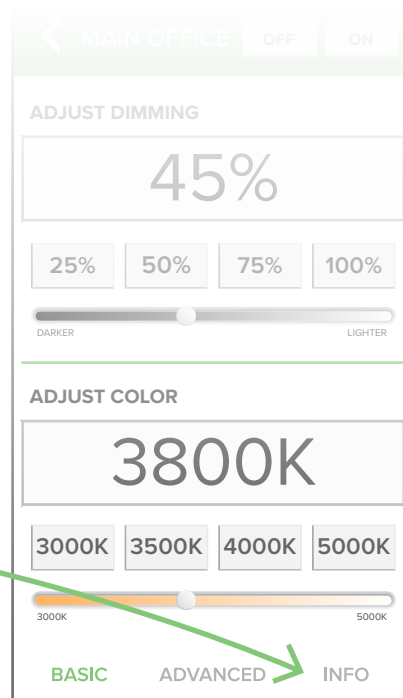 MAIN OFFICE OFF ON
ADJUST DIMMING
45%
25% 50% 75% 100%
DARKER LIGHTER
ADJUST COLOR
3800K
3000K 3500K 4000K 5000K
3000K 5000K
BASIC ADVANCED INFO